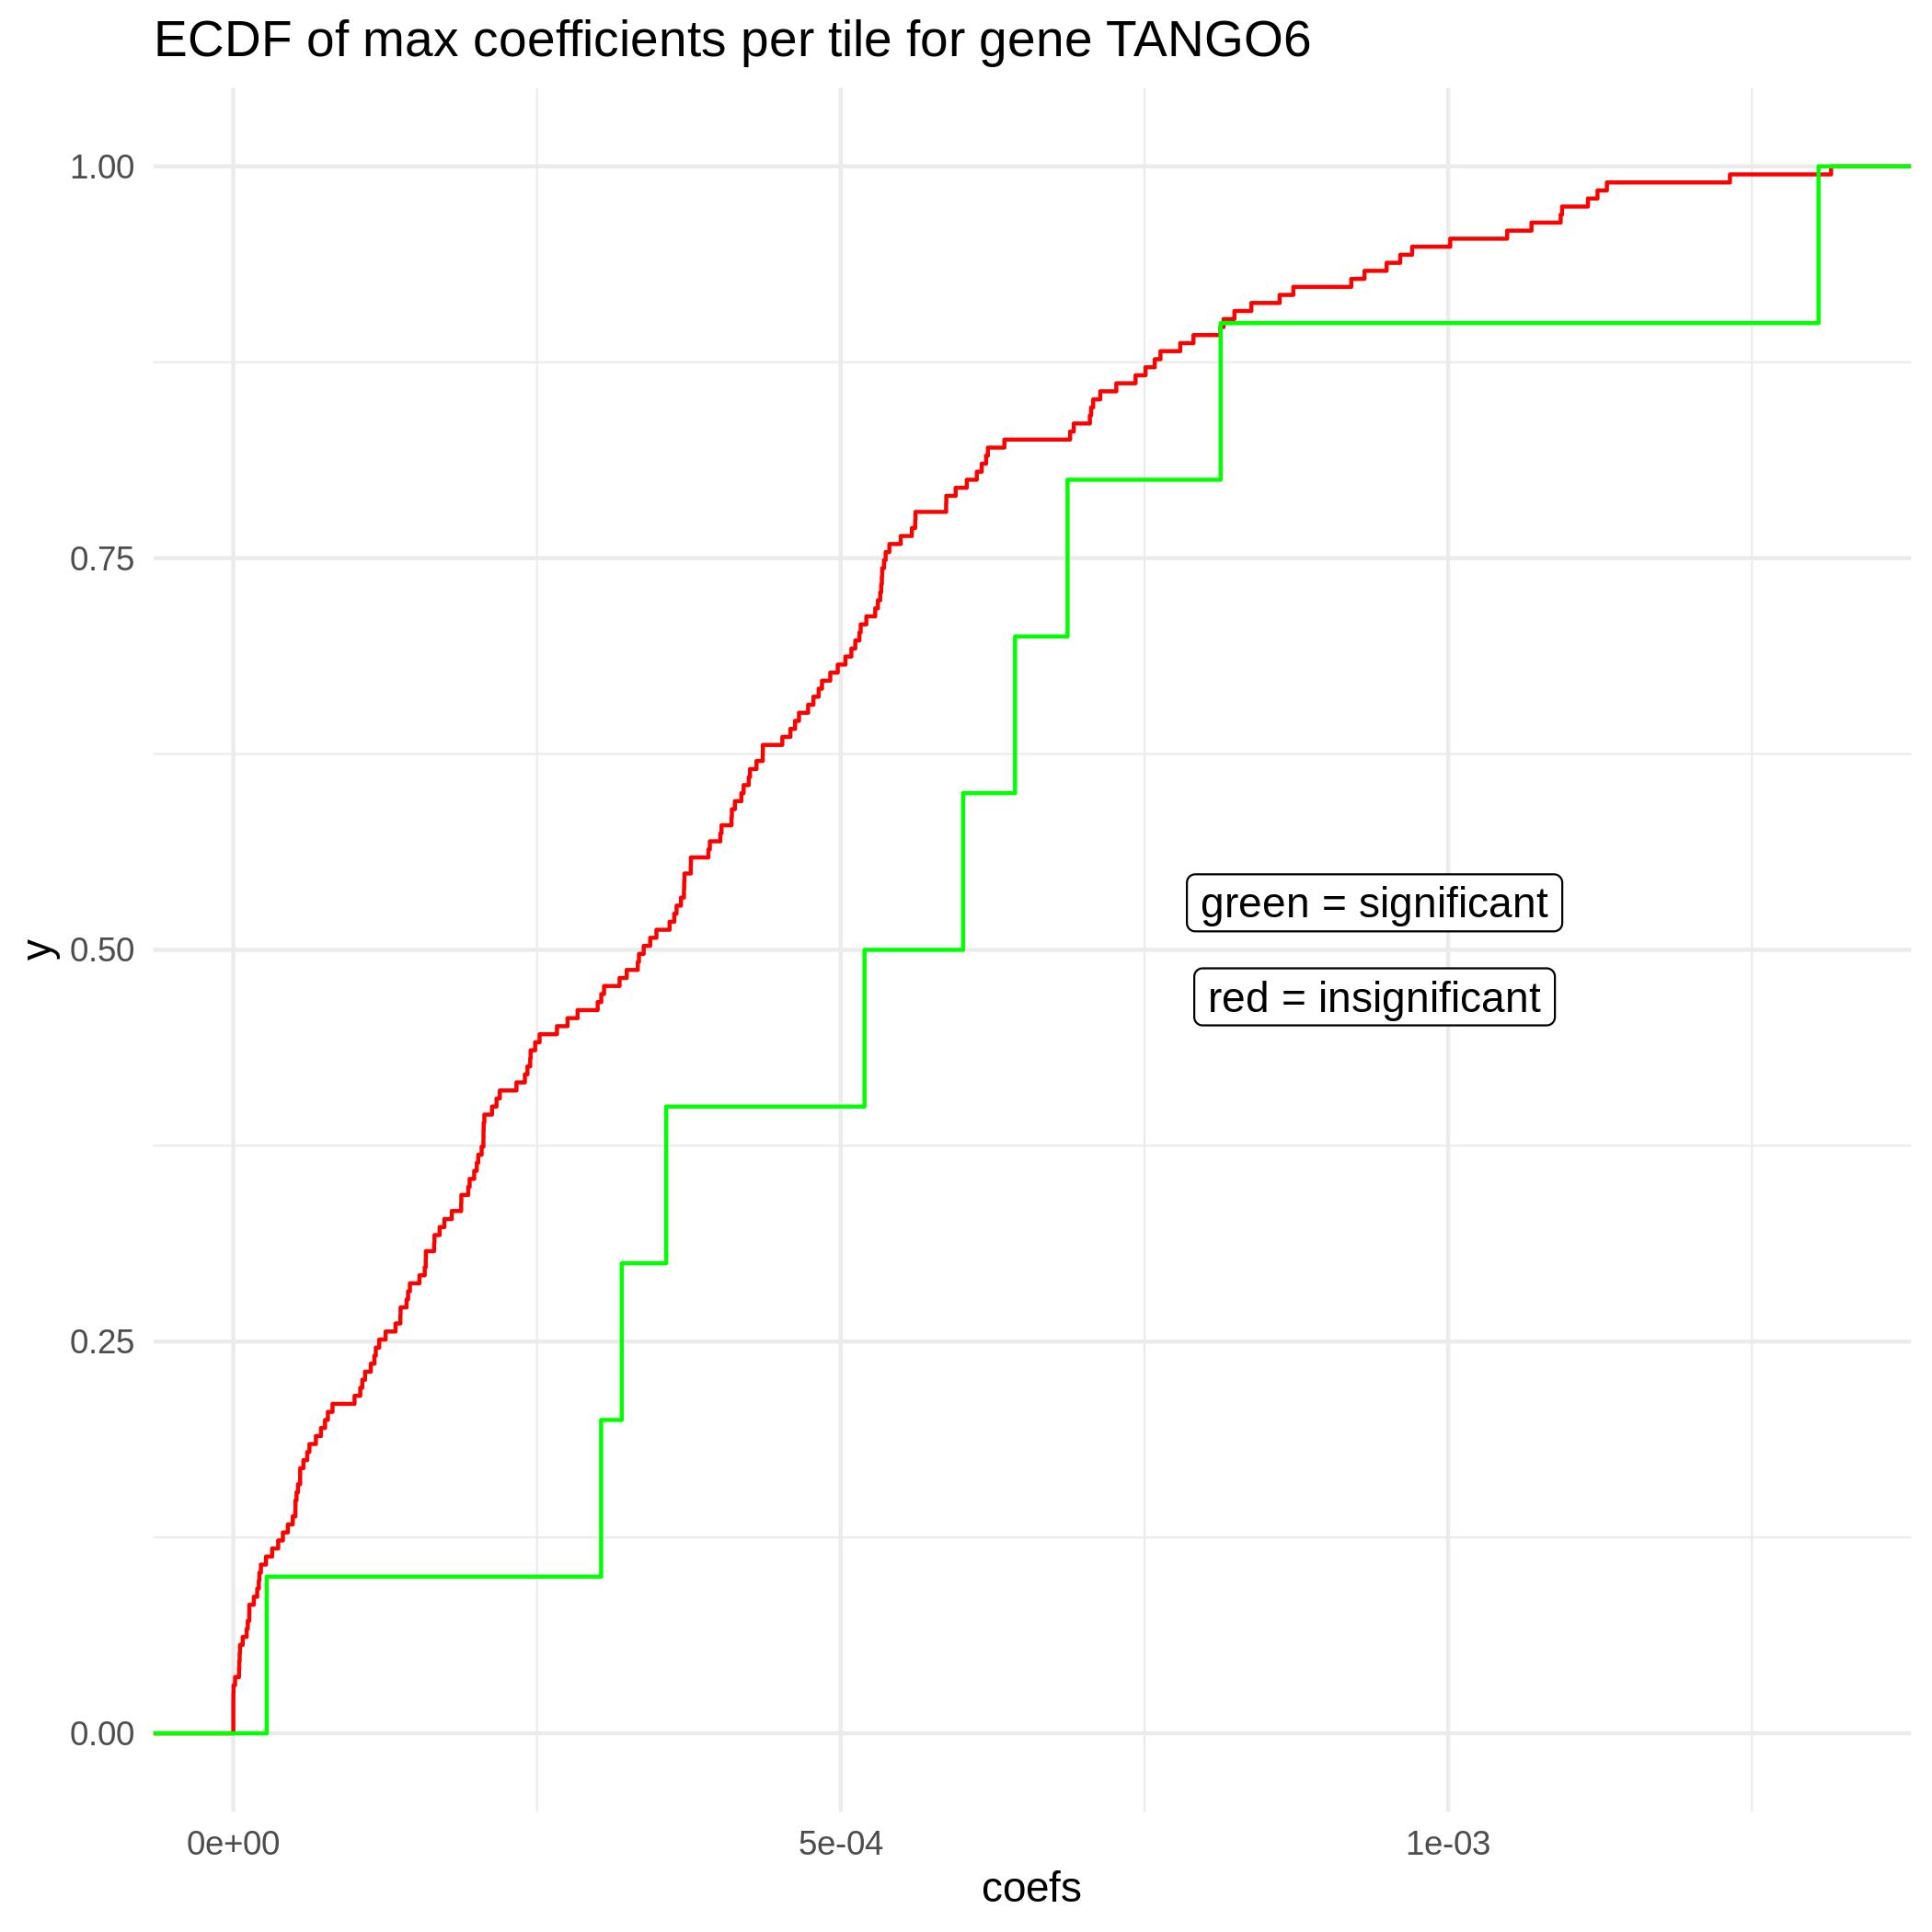 ECDF of max coefficients per tile for gene TANGO6
1.00
0.75
0.50
0.25
0.00
y
green = significant
red = insignificant
0e+00 5e-04 1e-03
coefs